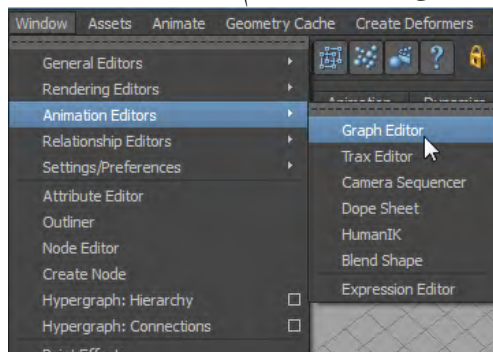 Window Assets Animate Geometry Cache Create Deformers
General Editors
Rendering Editors
Animation Editors
Relationship Editors
Settings/Preferences
Attribute Editor
Outliner
Node Editor
Create Node
Hypergraph: Hierarchy
Hypergraph: Connections
Animation Dynamics
Graph Editor
Trax Editor
Camera Sequencer
Dope Sheet
HumanIK
Blend Shape
Expression Editor